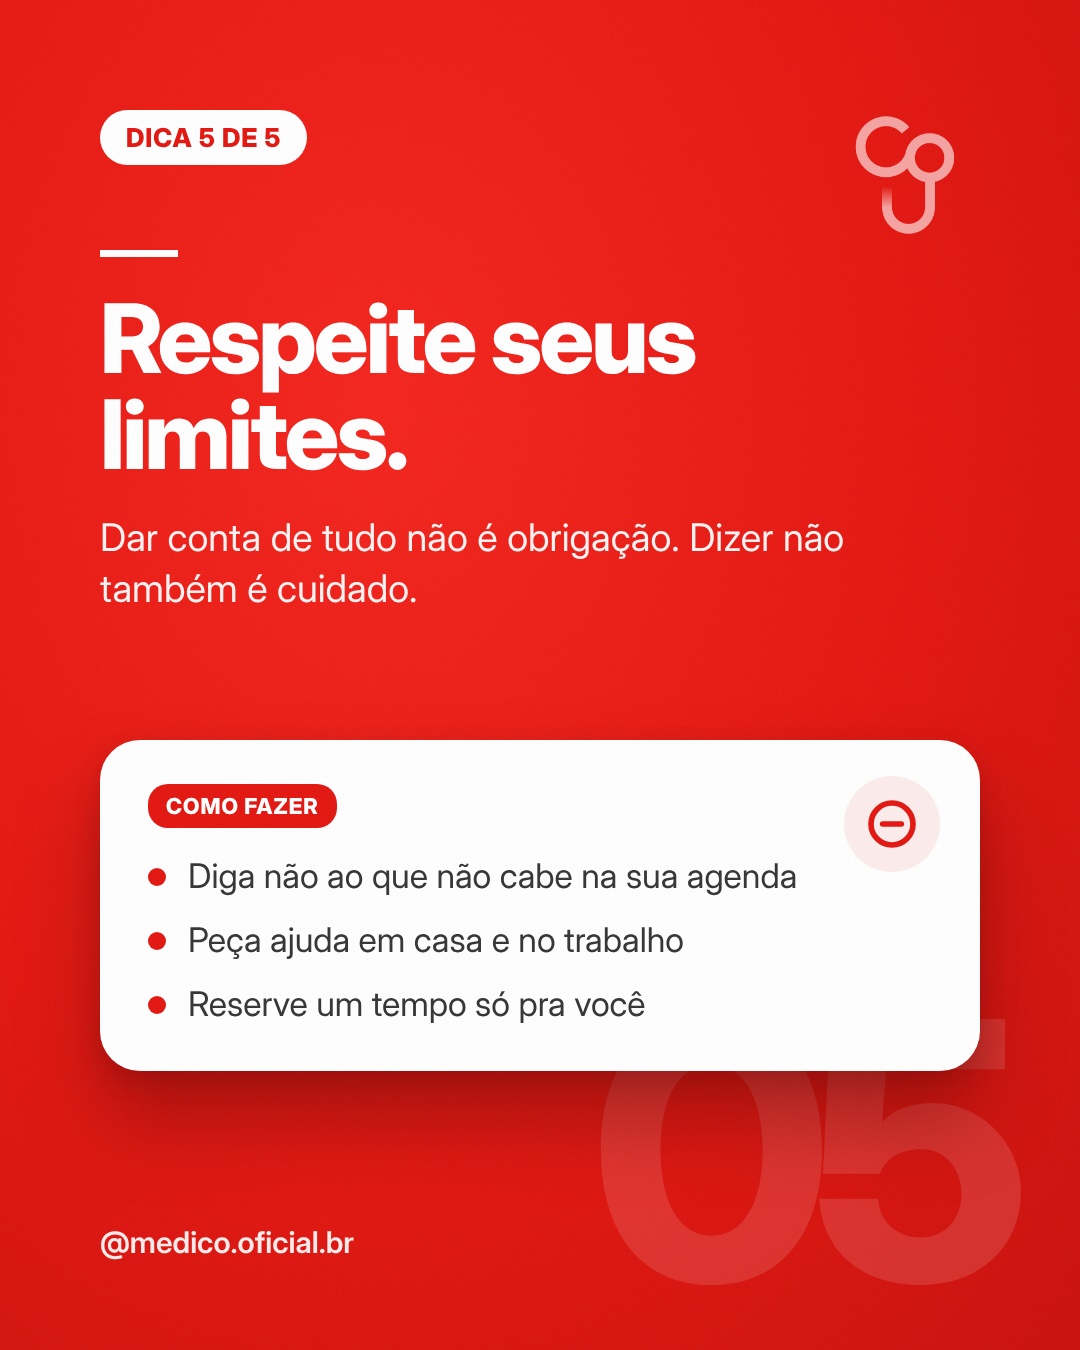 DICA 5 DE 5
Respeite seus
limites.
Dar conta de tudo não é obrigação. Dizer não
também é cuidado.
COMO FAZER
Diga não ao que não cabe na sua agenda
Peça ajuda em casa e no trabalho
Reserve um tempo só pra você
05
@medico.oficial.br